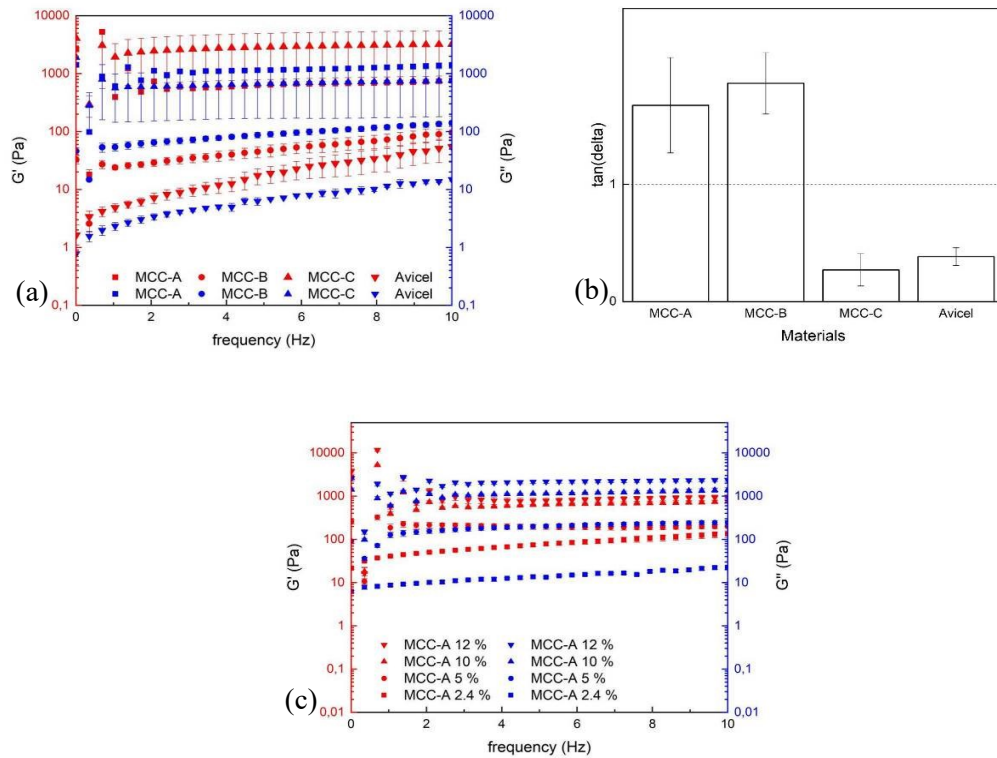 10000
1000
100
10
1
0,1
G' (Pa)
10000
1000
100
10
1
0,1
G'' (Pa)
MCC-A MCC-B MCC-C Avicel
MCC-A MCC-B MCC-C Avicel
0 2 4 6 8 10
frequency (Hz)
(a)
tan(delta)
1
0
MCC-A MCC-B MCC-C Avicel
Materials
(b)
10000
1000
100
10
1
0,1
0,01
G' (Pa)
10000
1000
100
10
1
0,1
0,01
G'' (Pa)
MCC-A 12 % MCC-A 12 %
MCC-A 10 % MCC-A 10 %
MCC-A 5 % MCC-A 5 %
MCC-A 2.4 % MCC-A 2.4 %
0 2 4 6 8 10
frequency (Hz)
(c)